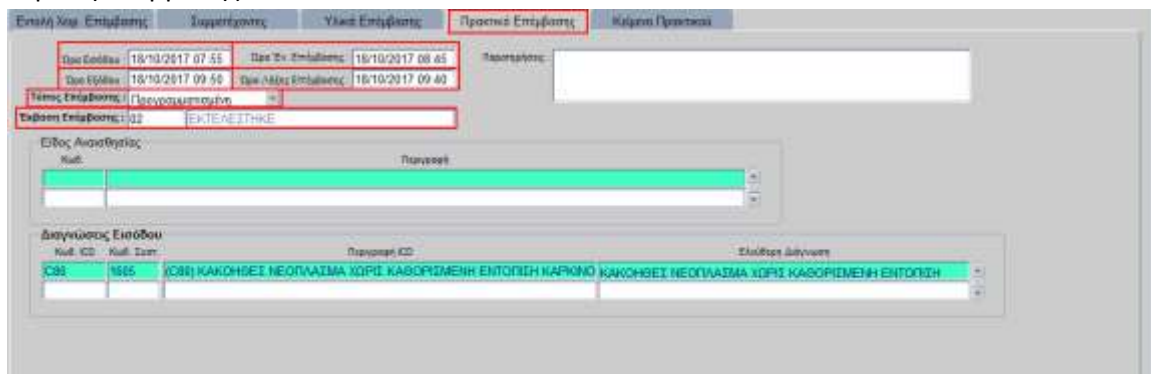 Εντολή Χειρ. Επέμβασης Συμμετέχοντες Υλικά Επέμβασης Πρακτικό Επέμβασης Κείμενο Πρακτικού
Ώρα Εισόδου 18/10/2017 07:55 Ώρα Έν. Επέμβασης 18/10/2017 08:45 Παρατηρήσεις
Ώρα Εξόδου 18/10/2017 09:50 Ώρα Λήξης Επέμβασης 18/10/2017 09:40
Τύπος Επέμβασης : Προγραμματισμένη
Έκβαση Επέμβασης : 02 ΕΚΤΕΛΕΣΤΗΚΕ
Είδος Αναισθησίας
Κωδ. Περιγραφή
Διαγνώσεις Εισόδου
Κωδ. ICD Κωδ. Συστ. Περιγραφή ICD Ελεύθερη Διάγνωση
C80 1605 (C80) ΚΑΚΟΗΘΕΣ ΝΕΟΠΛΑΣΜΑ ΧΩΡΙΣ ΚΑΘΟΡΙΣΜΕΝΗ ΕΝΤΟΠΙΣΗ ΚΑΡΚΙΝΟ ΚΑΚΟΗΘΕΣ ΝΕΟΠΛΑΣΜΑ ΧΩΡΙΣ ΚΑΘΟΡΙΣΜΕΝΗ ΕΝΤΟΠΙΣΗ